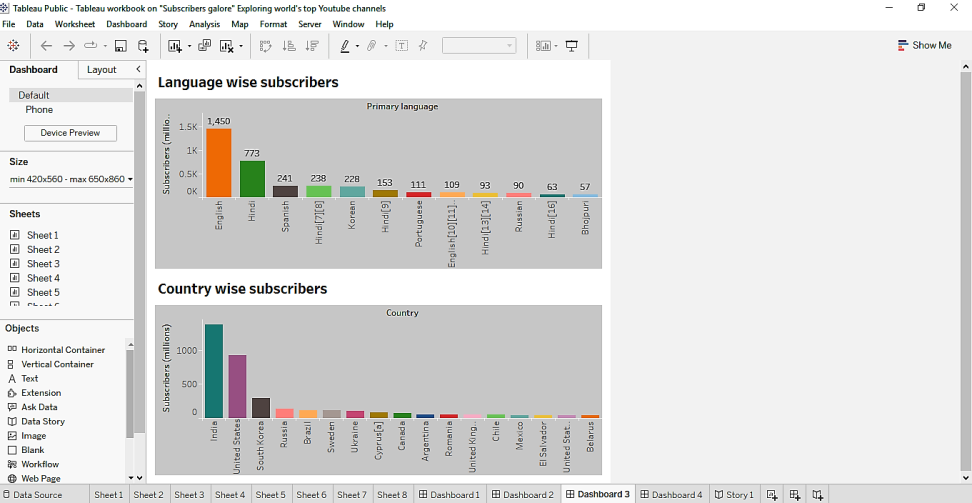 Tableau Public - Tableau workbook on "Subscribers galore" Exploring world's top Youtube channels
File Data Worksheet Dashboard Story Analysis Map Format Server Window Help
Show Me
Dashboard Layout
Default
Phone
Device Preview
Size
min 420x560 - max 650x860
Sheets
Sheet 1
Sheet 2
Sheet 3
Sheet 4
Sheet 5
Objects
Horizontal Container
Vertical Container
Text
Extension
Ask Data
Data Story
Image
Blank
Workflow
Web Page
Language wise subscribers
Primary language
Subscribers (millio..
1.5K
1K
0.5K
0K
1,450 773 241 238 228 153 111 109 93 90 63 57
English
Hindi
Spanish
Hindi[7][8]
Korean
Hindi[9]
Portuguese
English[10][11]..
Hindi[13][14]
Russian
Hindi[16]
Bhojpuri
Country wise subscribers
Country
Subscribers (millions)
1000
500
0
India
United States
South Korea
Russia
Brazil
Sweden
Ukraine
Cyprus[a]
Canada
Argentina
Romania
United King..
Chile
Mexico
El Salvador
United Stat..
Belarus
Data Source Sheet 1 Sheet 2 Sheet 3 Sheet 4 Sheet 5 Sheet 6 Sheet 7 Sheet 8 Dashboard 1 Dashboard 2 Dashboard 3 Dashboard 4 Story 1